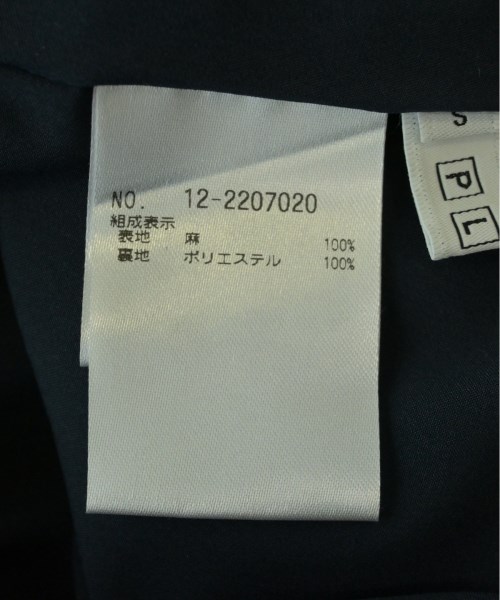 NO. 12-2207020
組成表示
表地 麻 100%
裏地 ポリエステル 100%
S
P L